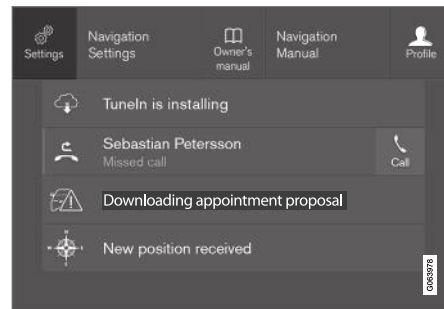 Settings
Navigation Settings
Owner's manual
Navigation Manual
Profile
TuneIn is installing
Sebastian Petersson
Missed call
Call
Downloading appointment proposal
New position received
G063978